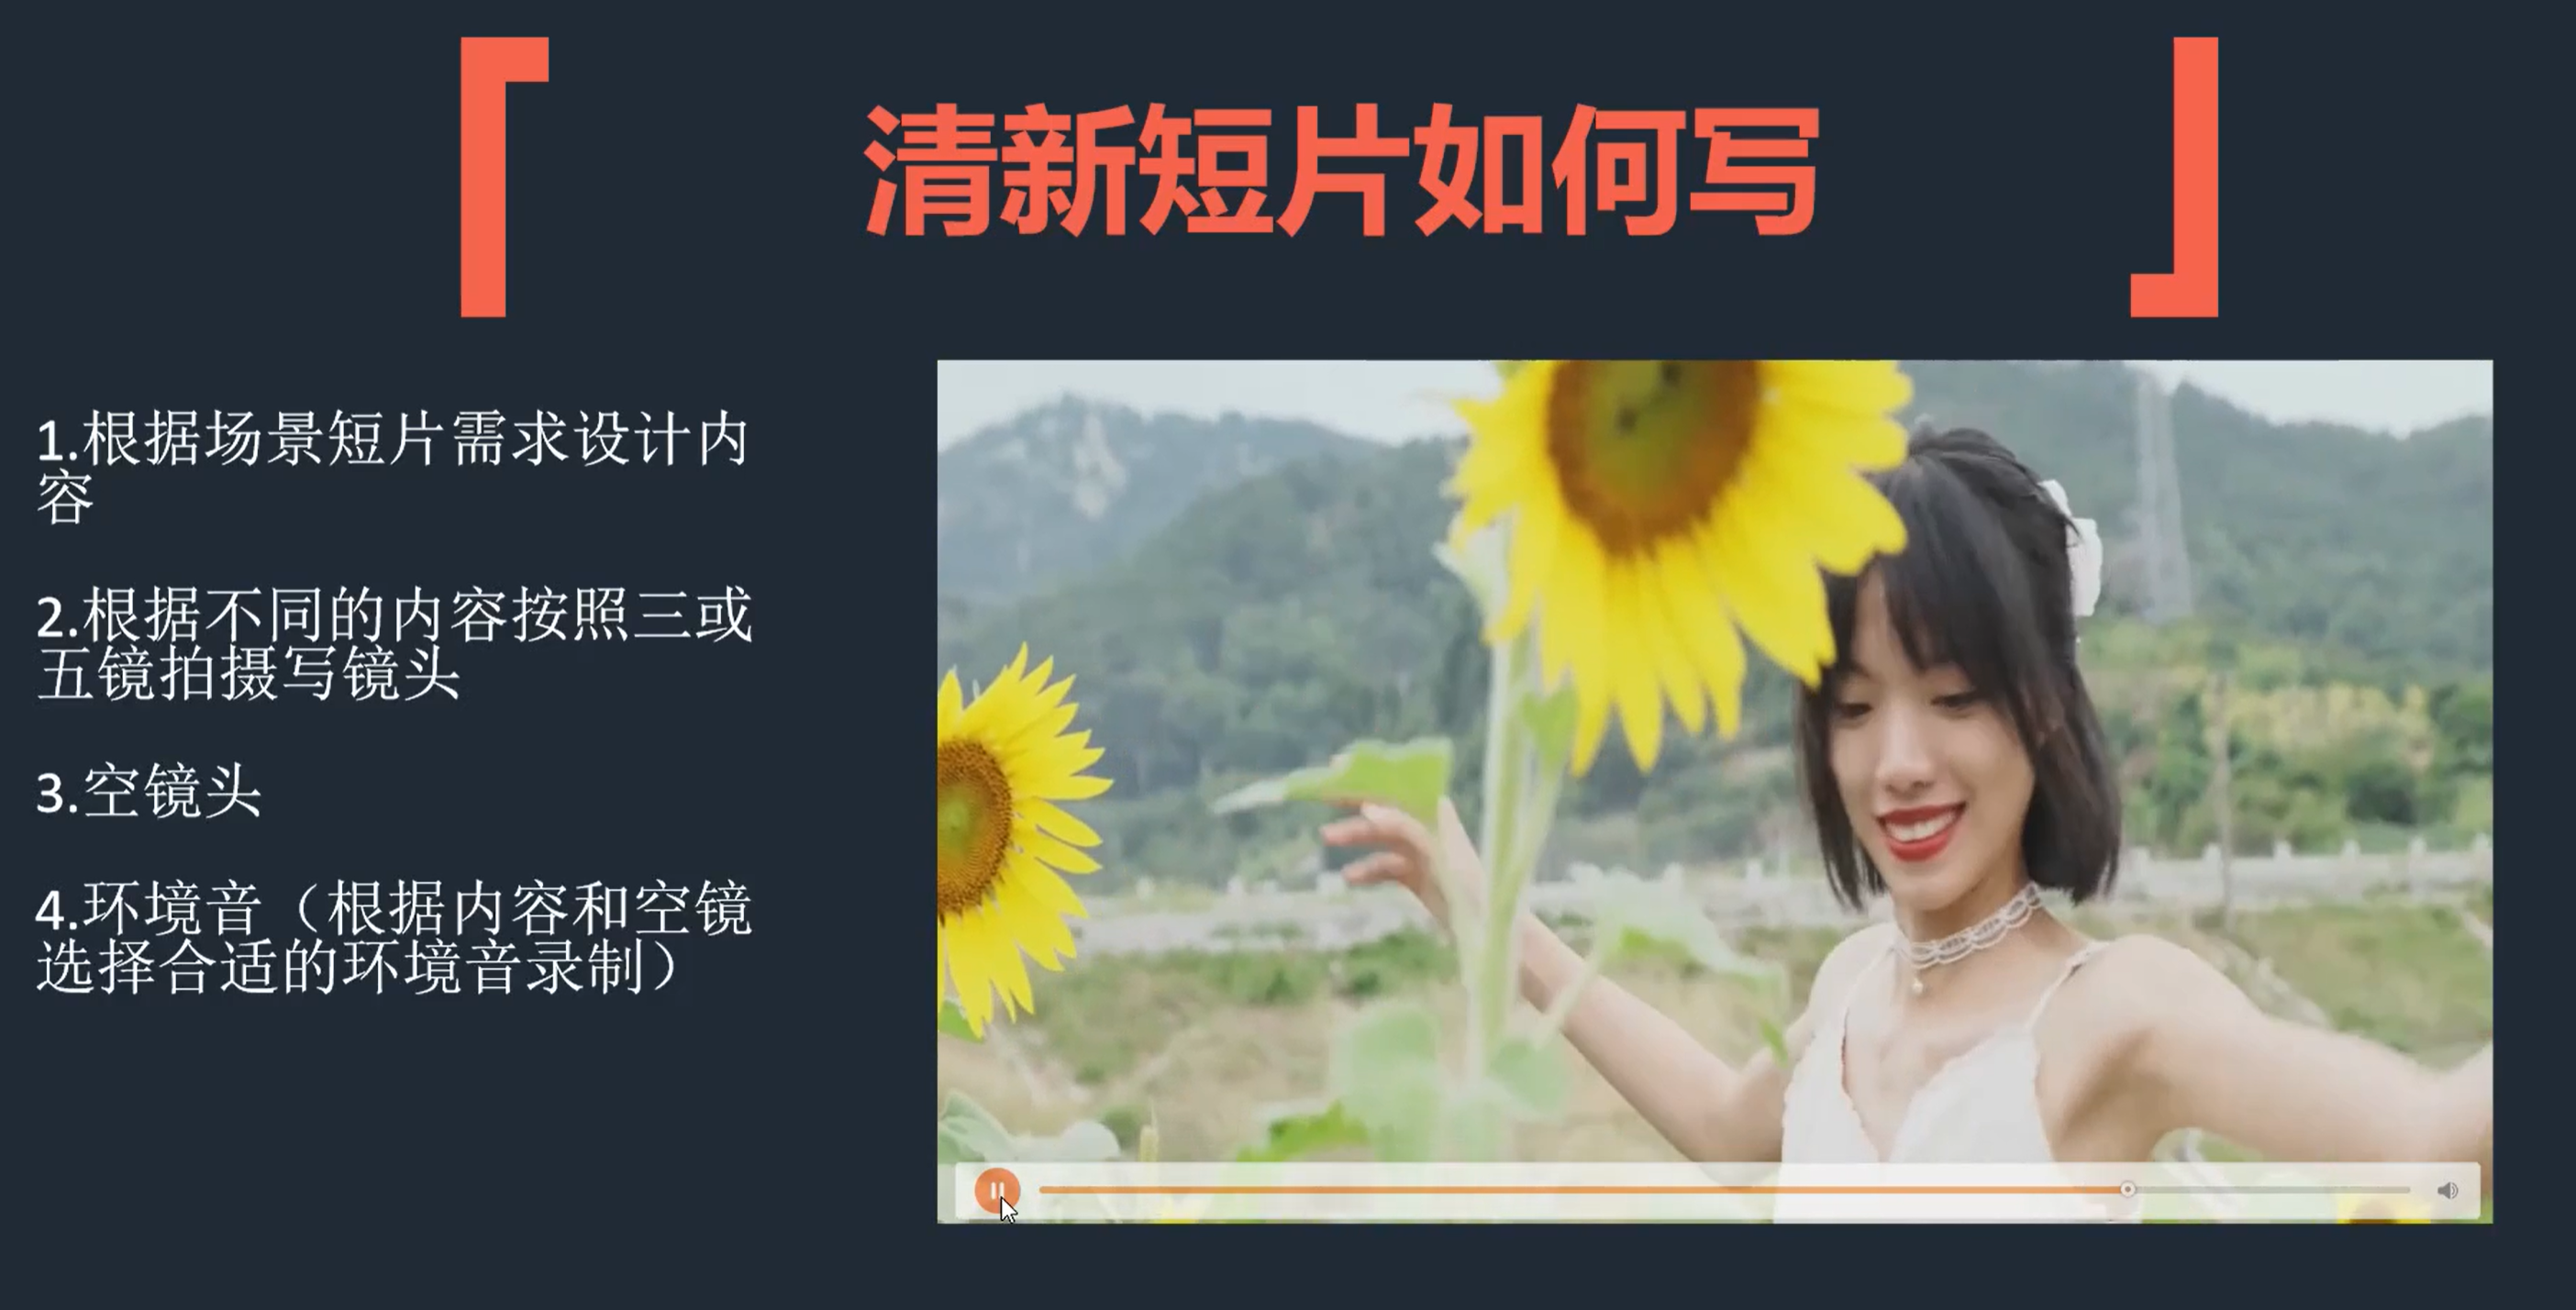 清新短片如何写
1.根据场景短片需求设计内
容
2.根据不同的内容按照三或
五镜拍摄写镜头
3.空镜头
4.环境音（根据内容和空镜
选择合适的环境音录制）